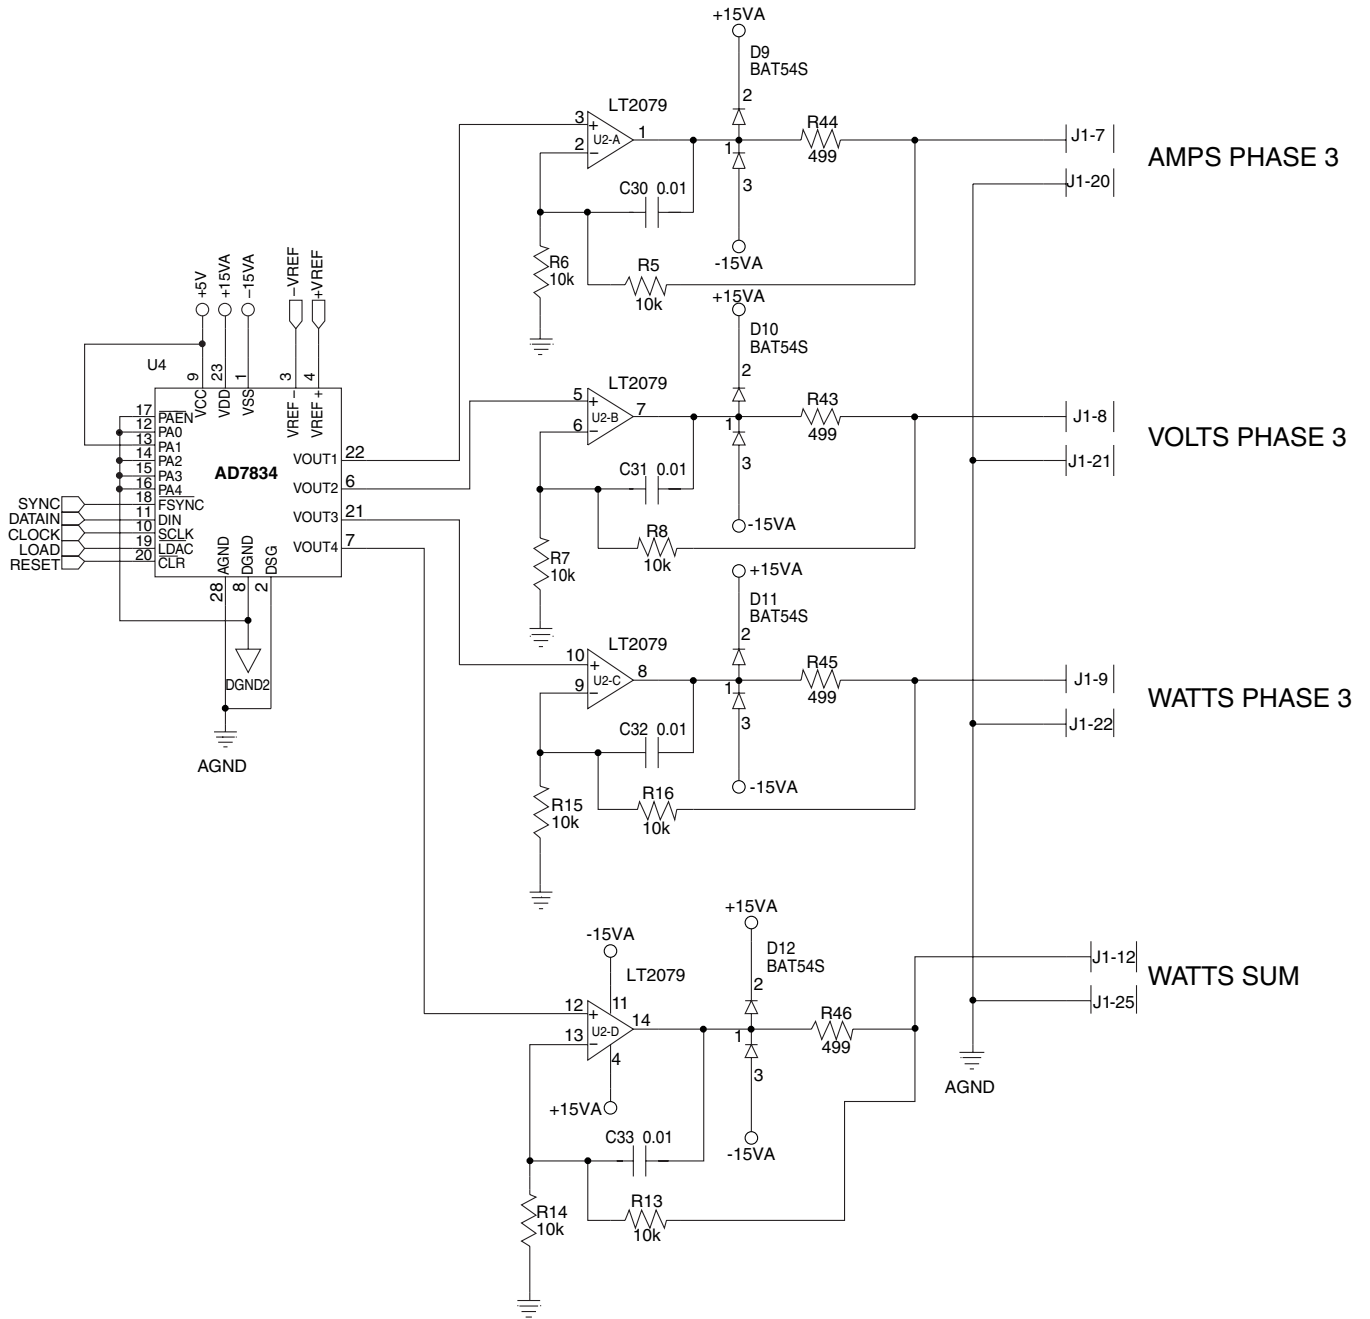 +15VA
D9
BAT54S
2
LT2079
3
+
U2-A
1
2
−
1
R44
499
J1-7
AMPS PHASE 3
J1-20
3
C30 0.01
-15VA
R6
10k
R5
10k
+5V
+15VA
−15VA
−VREF
+VREF
U4
9
23
1
3
4
VCC
VDD
VSS
VREF -
VREF +
17
PAEN
12
PA0
13
PA1
14
PA2
15
PA3
16
PA4
SYNC
18
FSYNC
DATAIN
11
DIN
CLOCK
10
SCLK
LOAD
19
LDAC
RESET
20
CLR
AD7834
VOUT1
22
VOUT2
6
VOUT3
21
VOUT4
7
AGND
DGND
DSG
28
8
2
DGND2
AGND
+15VA
D10
BAT54S
2
LT2079
5
+
U2-B
7
6
−
1
R43
499
J1-8
VOLTS PHASE 3
J1-21
3
C31 0.01
-15VA
R7
10k
R8
10k
+15VA
D11
BAT54S
2
LT2079
10
+
U2-C
8
9
−
1
R45
499
J1-9
WATTS PHASE 3
J1-22
3
C32 0.01
-15VA
R15
10k
R16
10k
+15VA
-15VA
D12
BAT54S
2
LT2079
11
12
+
U2-D
14
13
−
4
1
R46
499
J1-12
WATTS SUM
J1-25
AGND
3
+15VA
-15VA
C33 0.01
R14
10k
R13
10k